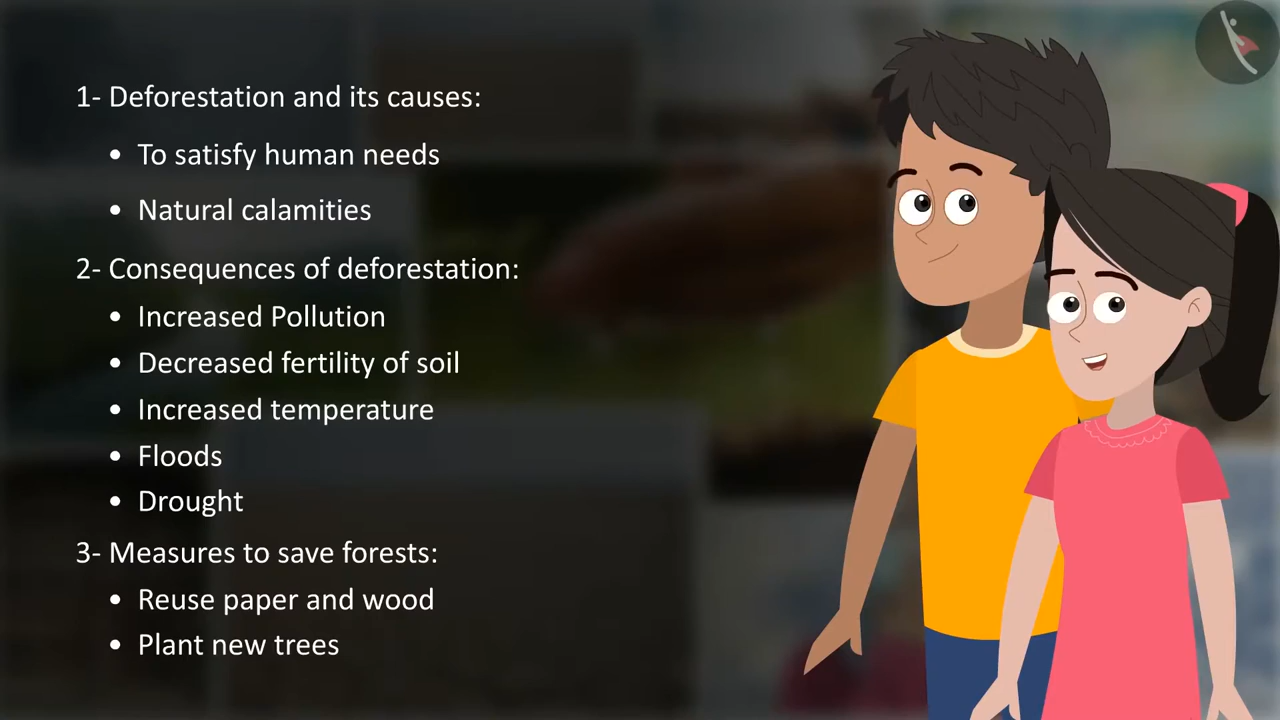 1- Deforestation and its causes:
• To satisfy human needs
• Natural calamities
2- Consequences of deforestation:
• Increased Pollution
• Decreased fertility of soil
• Increased temperature
• Floods
• Drought
3- Measures to save forests:
• Reuse paper and wood
• Plant new trees